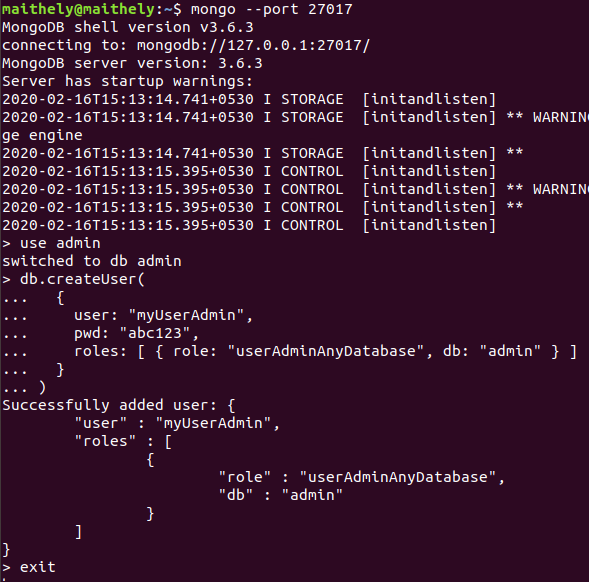 maithely@maithely:~$ mongo --port 27017
MongoDB shell version v3.6.3
connecting to: mongodb://127.0.0.1:27017/
MongoDB server version: 3.6.3
Server has startup warnings:
2020-02-16T15:13:14.741+0530 I STORAGE  [initandlisten]
2020-02-16T15:13:14.741+0530 I STORAGE  [initandlisten] ** WARNIN
ge engine
2020-02-16T15:13:14.741+0530 I STORAGE  [initandlisten] **
2020-02-16T15:13:15.395+0530 I CONTROL  [initandlisten]
2020-02-16T15:13:15.395+0530 I CONTROL  [initandlisten] ** WARNING
2020-02-16T15:13:15.395+0530 I CONTROL  [initandlisten] **
2020-02-16T15:13:15.395+0530 I CONTROL  [initandlisten]
> use admin
switched to db admin
> db.createUser(
...   {
...     user: "myUserAdmin",
...     pwd: "abc123",
...     roles: [ { role: "userAdminAnyDatabase", db: "admin" } ]
...   }
... )
Successfully added user: {
        "user" : "myUserAdmin",
        "roles" : [
                {
                        "role" : "userAdminAnyDatabase",
                        "db" : "admin"
                }
        ]
}
> exit